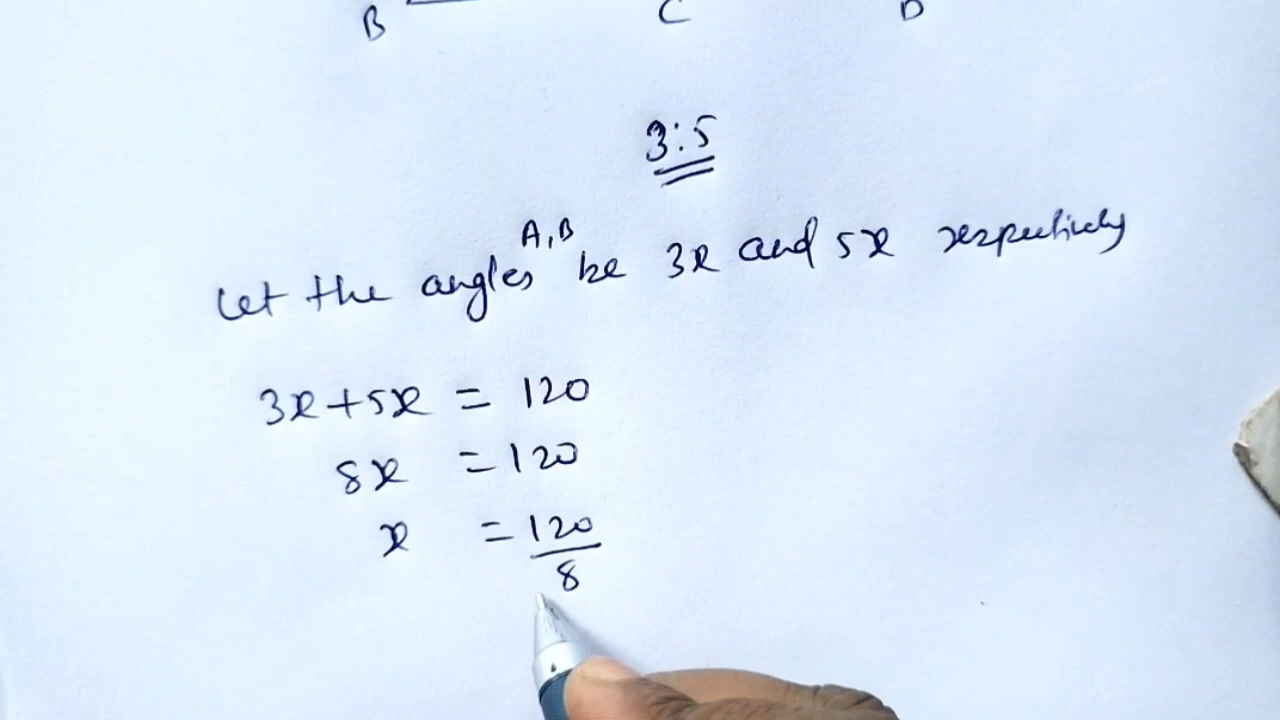 B C D
3:5
A, B
Let the angles be 3x and 5x respectively
3x+5x = 120
8x = 120
x = 120
8